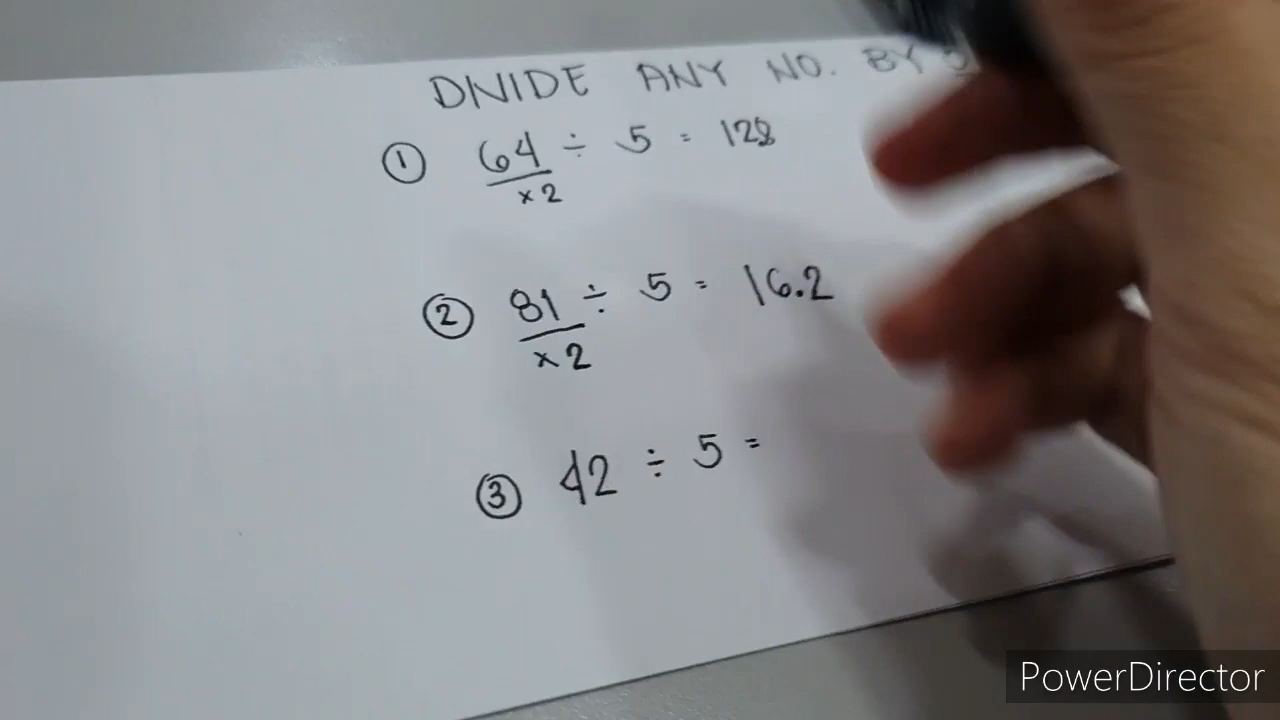 DIVIDE ANY NO. BY 5
① 64 ÷ 5 = 128
×2
② 81 ÷ 5 = 16.2
×2
③ 42 ÷ 5 =
PowerDirector